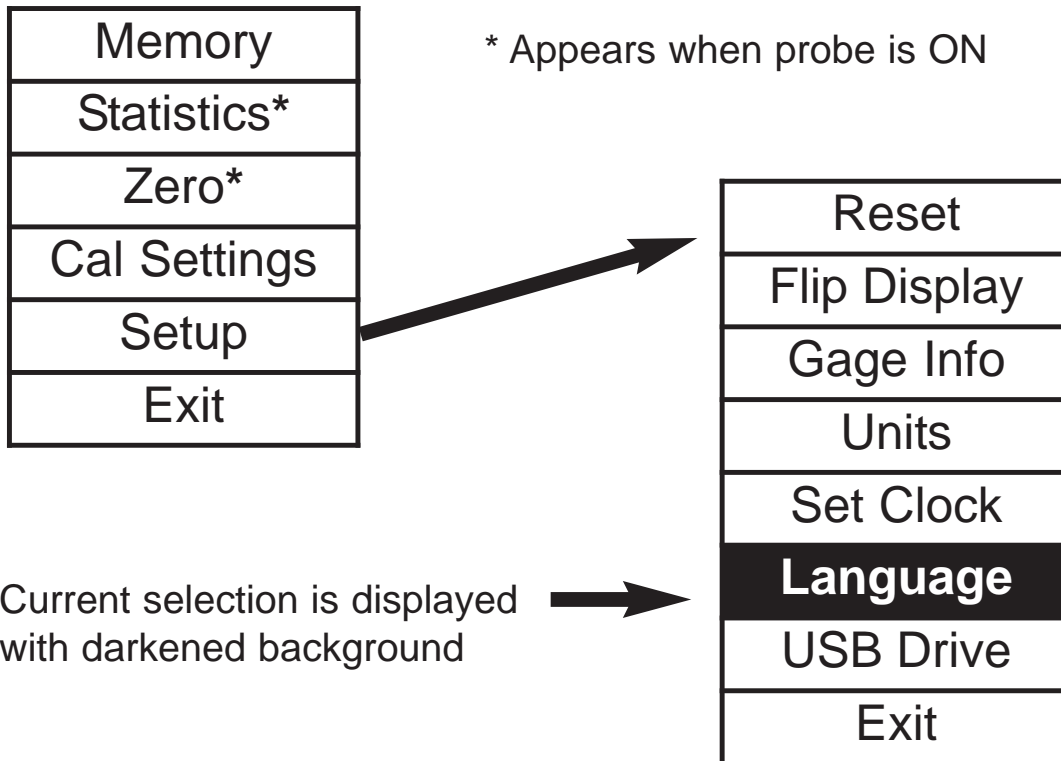 Memory
Statistics*
Zero*
Cal Settings
Setup
Exit
* Appears when probe is ON
Reset
Flip Display
Gage Info
Units
Set Clock
Language
USB Drive
Exit
Current selection is displayed
with darkened background